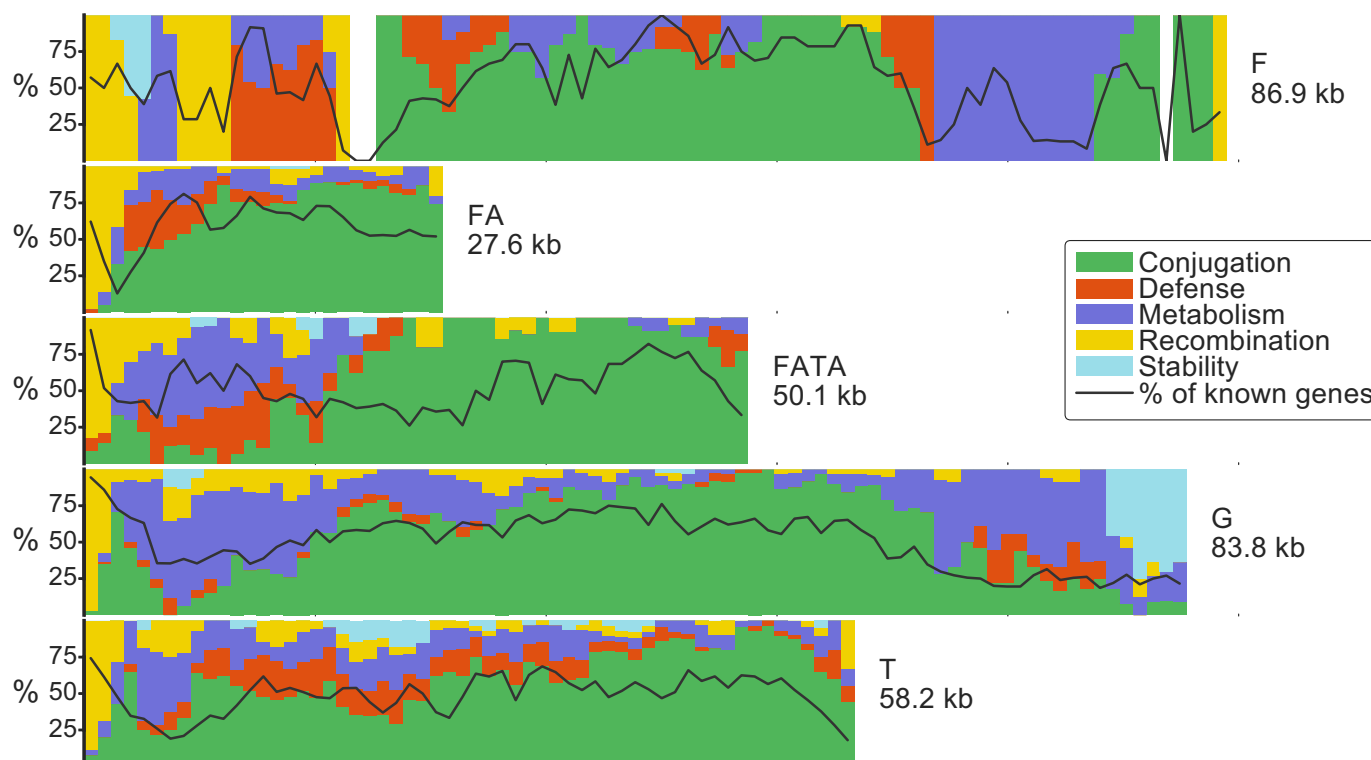 75
% 50
25
F
86.9 kb
75
% 50
25
FA
27.6 kb
Conjugation
Defense
Metabolism
Recombination
Stability
% of known genes
75
% 50
25
FATA
50.1 kb
75
% 50
25
G
83.8 kb
75
% 50
25
T
58.2 kb